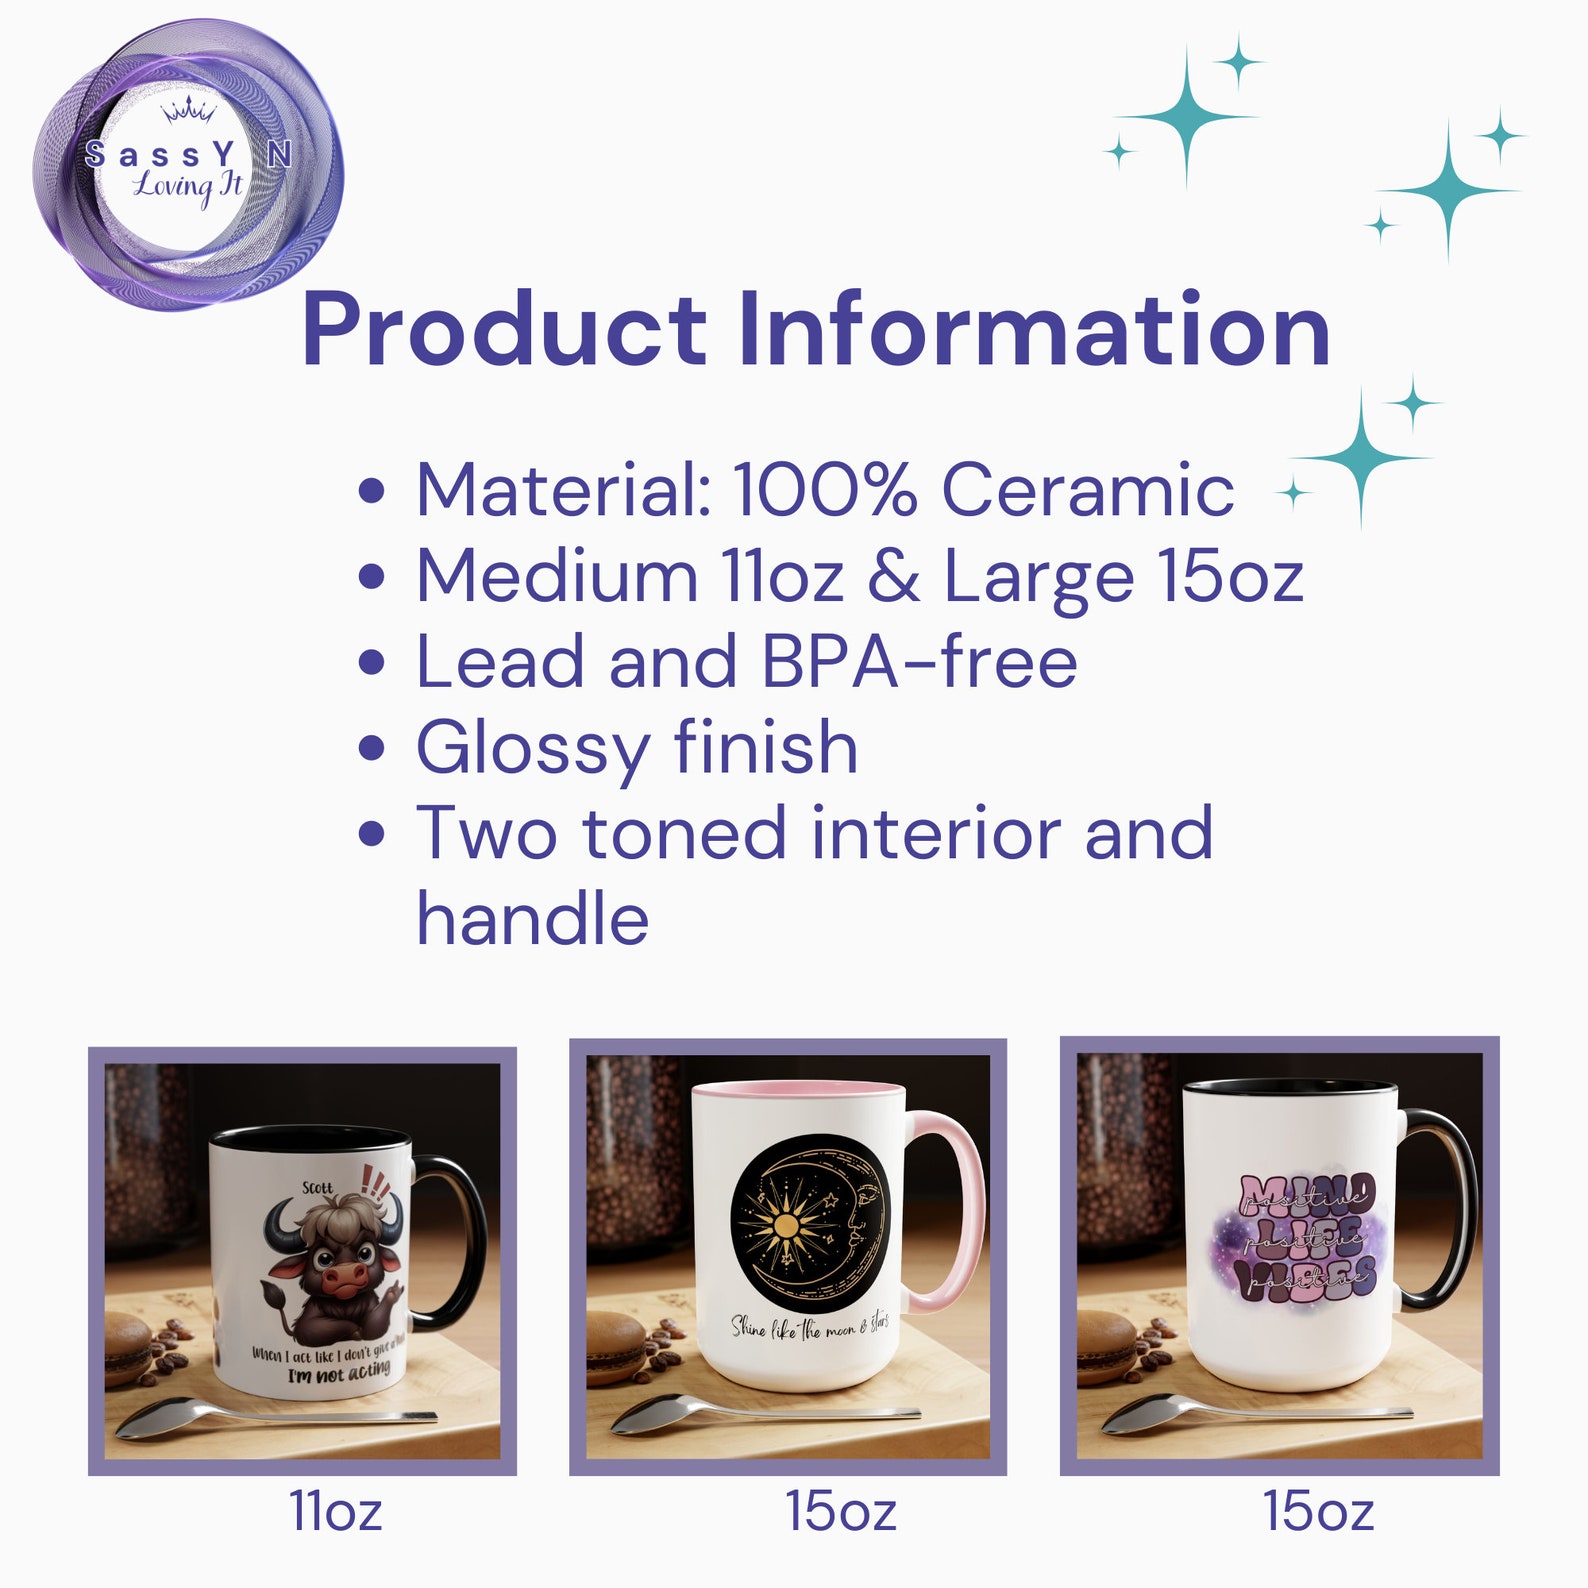 SassY N
Loving It
Product Information
• Material: 100% Ceramic
• Medium 11oz & Large 15oz
• Lead and BPA-free
• Glossy finish
• Two toned interior and
handle
Scott
!!!
When I act like I don't give a
I'm not acting
Shine like the moon & stars
MIND
positive
LIFE
positive
VIBES
positive
11oz
15oz
15oz